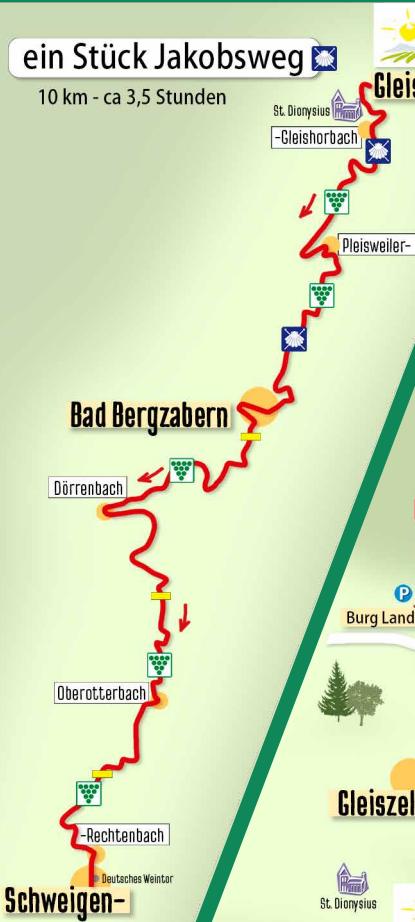 ein Stück Jakobsweg
10 km - ca 3,5 Stunden
Gleis
St. Dionysius
-Gleishorbach
Pleisweiler-
Bad Bergzabern
Dörrenbach
P
Burg Land
Oberotterbach
Gleiszel
-Rechtenbach
Deutsches Weintor
Schweigen-
St. Dionysius